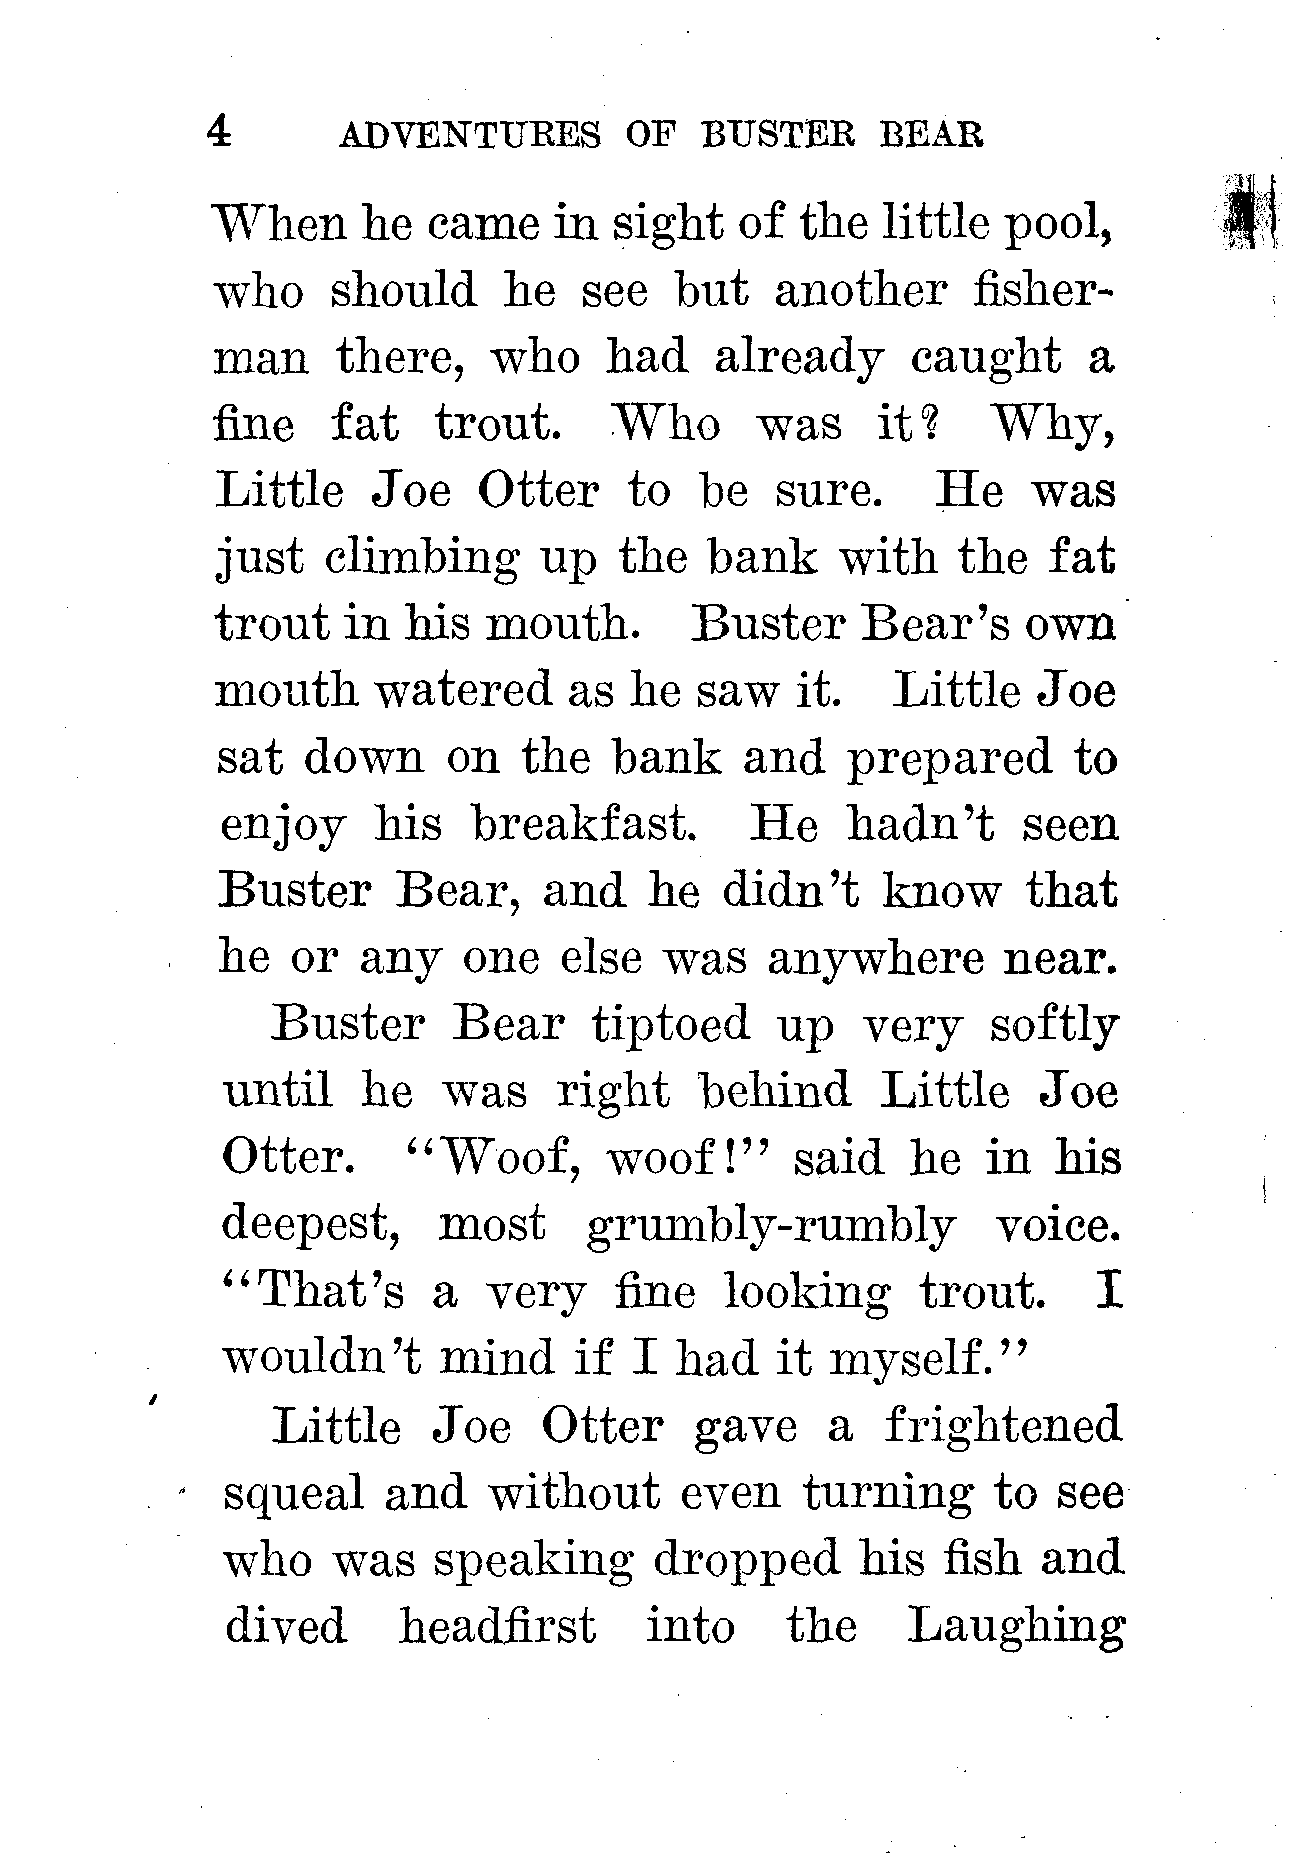 4 ADVENTURES OF BUSTER BEAR
When he came in sight of the little pool,
who should he see but another fisher-
man there, who had already caught a
fine fat trout. Who was it? Why,
Little Joe Otter to be sure. He was
just climbing up the bank with the fat
trout in his mouth. Buster Bear's own
mouth watered as he saw it. Little Joe
sat down on the bank and prepared to
enjoy his breakfast. He hadn't seen
Buster Bear, and he didn't know that
he or any one else was anywhere near.
Buster Bear tiptoed up very softly
until he was right behind Little Joe
Otter. "Woof, woof!" said he in his
deepest, most grumbly-rumbly voice.
"That's a very fine looking trout. I
wouldn't mind if I had it myself."
Little Joe Otter gave a frightened
squeal and without even turning to see
who was speaking dropped his fish and
dived headfirst into the Laughing